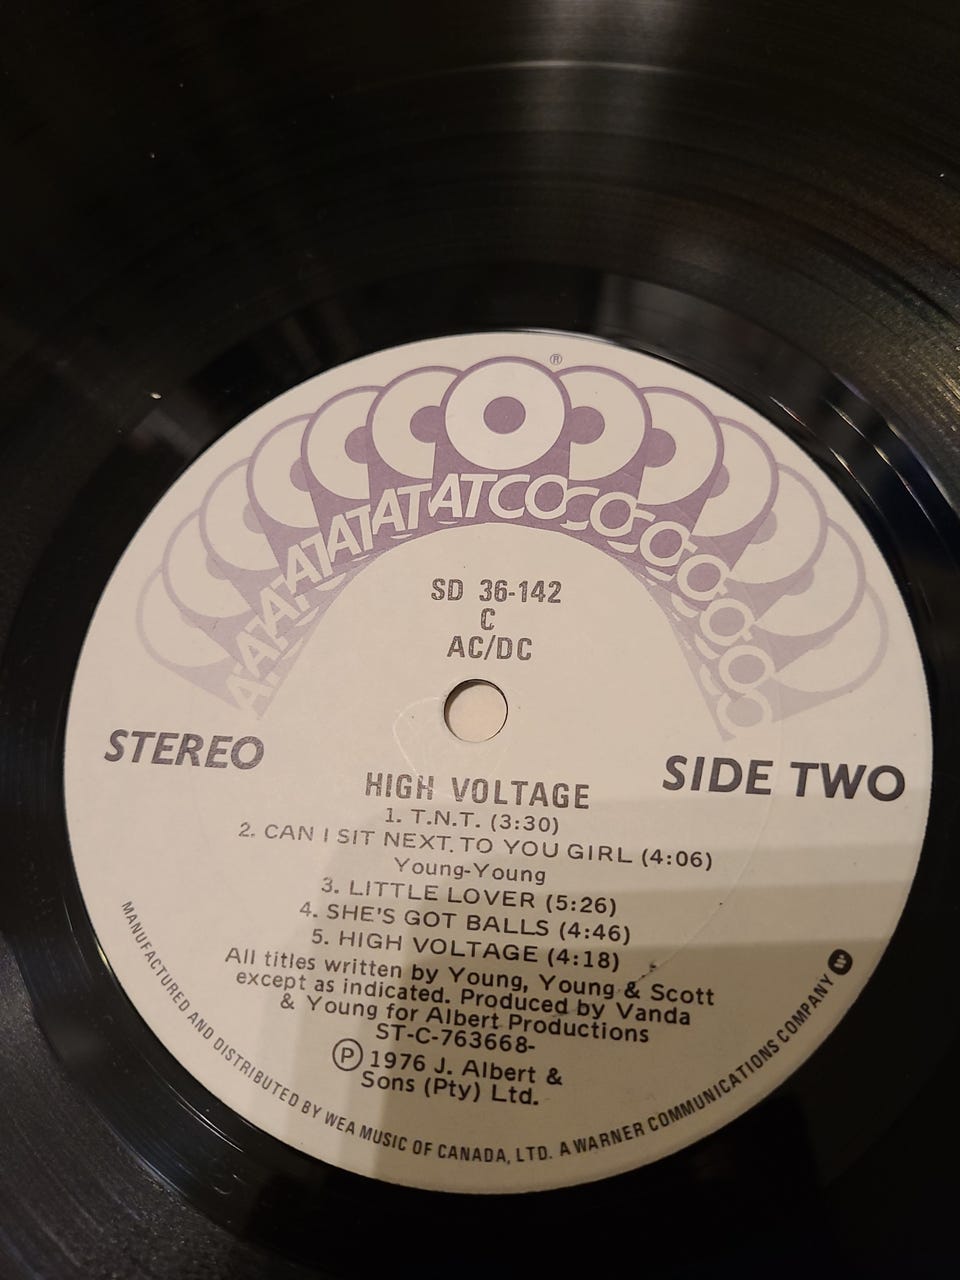 ®
ATCO
SD 36-142
C
AC/DC
STEREO
SIDE TWO
HIGH VOLTAGE
1. T.N.T. (3:30)
2. CAN I SIT NEXT TO YOU GIRL (4:06)
Young-Young
3. LITTLE LOVER (5:26)
4. SHE'S GOT BALLS (4:46)
5. HIGH VOLTAGE (4:18)
All titles written by Young, Young & Scott
except as indicated. Produced by Vanda
& Young for Albert Productions
ST-C-763668-
Ⓟ 1976 J. Albert &
Sons (Pty) Ltd.
MANUFACTURED AND DISTRIBUTED BY WEA MUSIC OF CANADA, LTD. A WARNER COMMUNICATIONS COMPANY